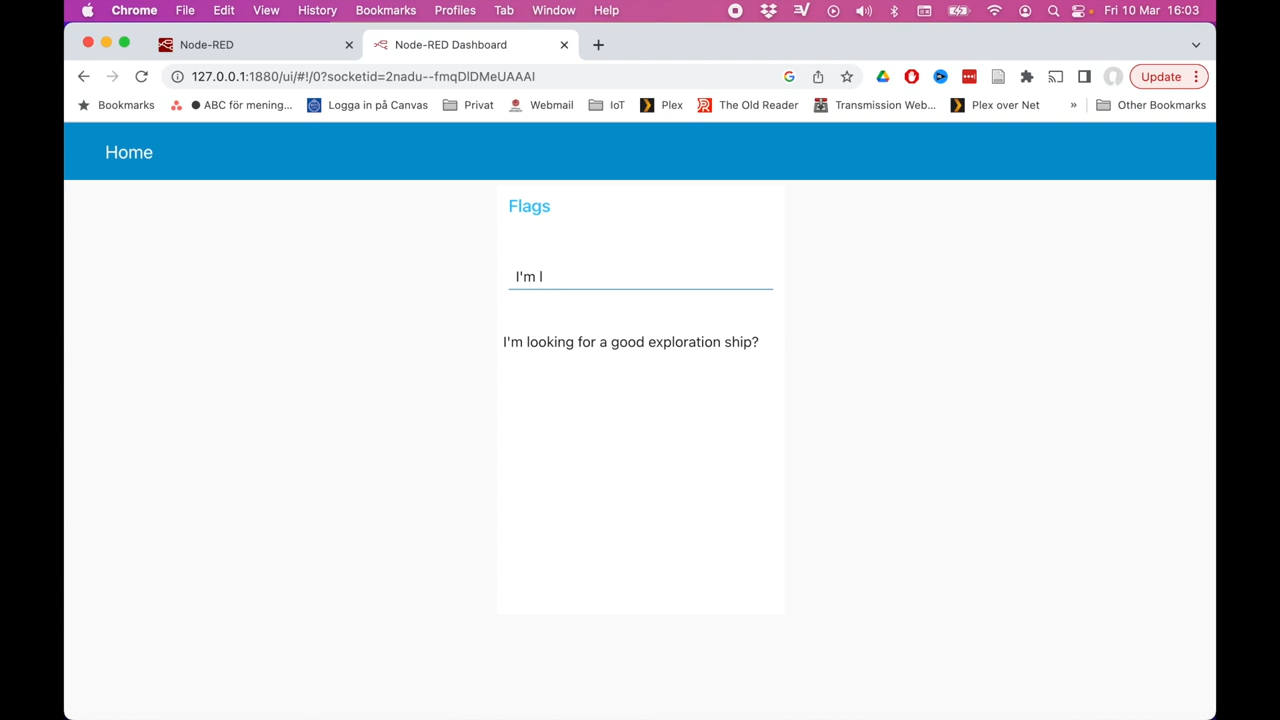 Chrome File Edit View History Bookmarks Profiles Tab Window Help Fri 10 Mar 16:03
Node-RED Node-RED Dashboard
127.0.0.1:1880/ui/#!/0?socketid=2nadu--fmqDlDMeUAAAI Update
Bookmarks ABC för mening... Logga in på Canvas Privat Webmail IoT Plex The Old Reader Transmission Web... Plex over Net » Other Bookmarks
Home
Flags
I'm l
I'm looking for a good exploration ship?